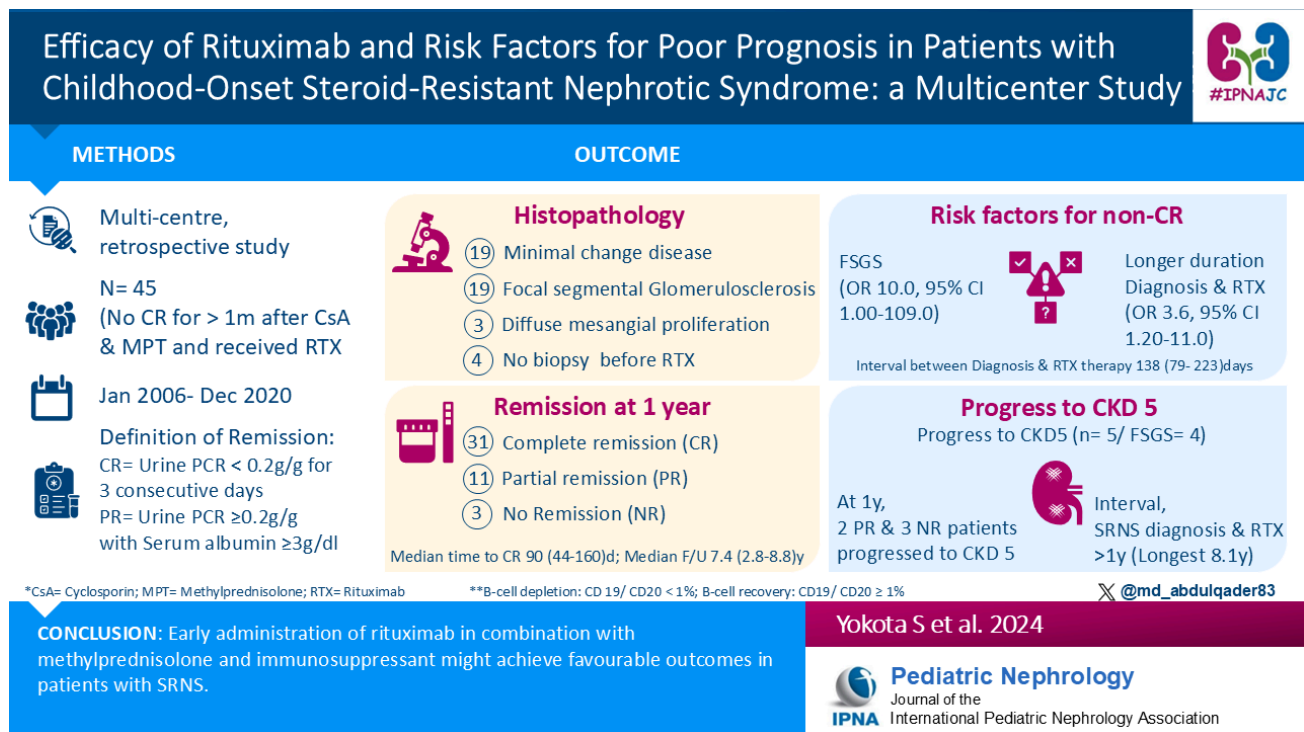 Efficacy of Rituximab and Risk Factors for Poor Prognosis in Patients with
Childhood-Onset Steroid-Resistant Nephrotic Syndrome: a Multicenter Study
#IPNAJC
METHODS
OUTCOME
Multi-centre,
retrospective study
N= 45
(No CR for > 1m after CsA
& MPT and received RTX
Jan 2006- Dec 2020
Definition of Remission:
CR= Urine PCR < 0.2g/g for
3 consecutive days
PR= Urine PCR ≥0.2g/g
with Serum albumin ≥3g/dl
Histopathology
19 Minimal change disease
19 Focal segmental Glomerulosclerosis
3 Diffuse mesangial proliferation
4 No biopsy before RTX
Remission at 1 year
31 Complete remission (CR)
11 Partial remission (PR)
3 No Remission (NR)
Median time to CR 90 (44-160)d; Median F/U 7.4 (2.8-8.8)y
Risk factors for non-CR
FSGS
(OR 10.0, 95% CI
1.00-109.0)
?
Longer duration
Diagnosis & RTX
(OR 3.6, 95% CI
1.20-11.0)
Interval between Diagnosis & RTX therapy 138 (79- 223)days
Progress to CKD 5
Progress to CKD5 (n= 5/ FSGS= 4)
At 1y,
2 PR & 3 NR patients
progressed to CKD 5
Interval,
SRNS diagnosis & RTX
>1y (Longest 8.1y)
*CsA= Cyclosporin; MPT= Methylprednisolone; RTX= Rituximab
**B-cell depletion: CD 19/ CD20 < 1%; B-cell recovery: CD19/ CD20 ≥ 1%
@md_abdulqader83
CONCLUSION: Early administration of rituximab in combination with
methylprednisolone and immunosuppressant might achieve favourable outcomes in
patients with SRNS.
Yokota S et al. 2024
IPNA
Pediatric Nephrology
Journal of the
International Pediatric Nephrology Association